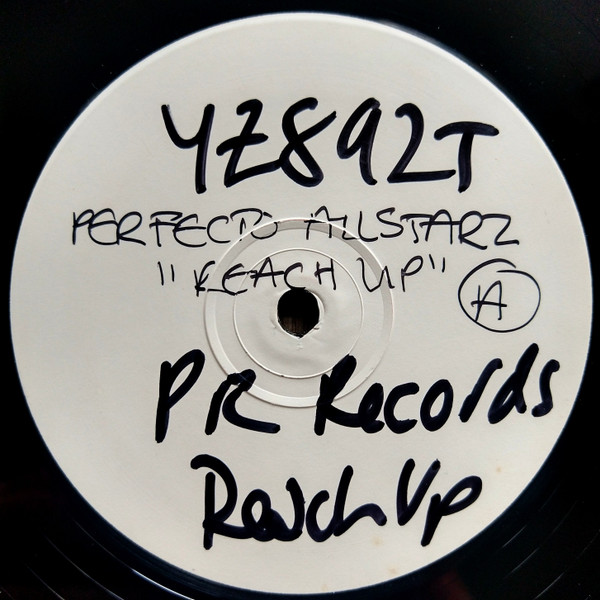 YZ892T
PERFECTO ALLSTARZ
"REACH UP" A
PR Records
Reach Up